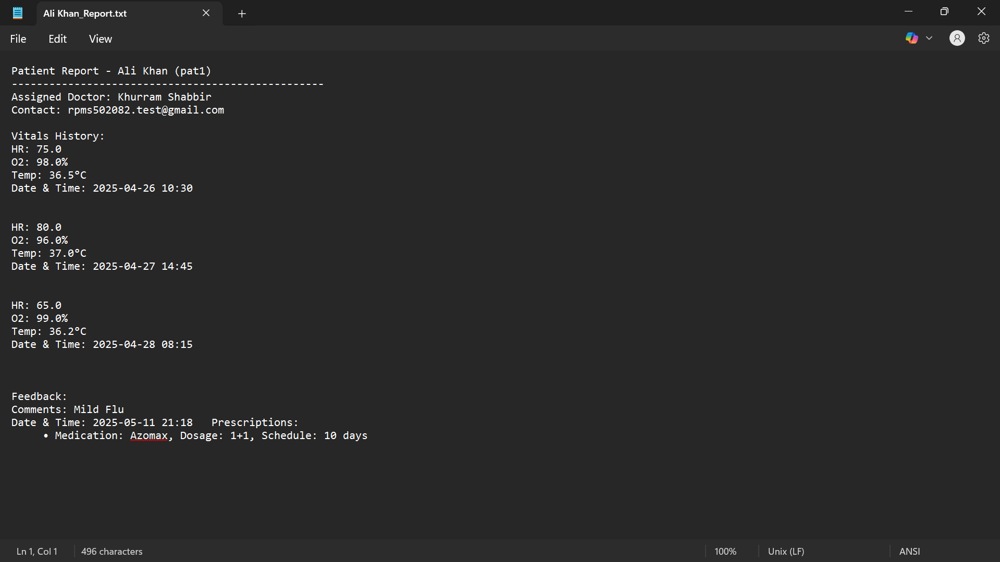 Ali Khan_Report.txt
File Edit View
Patient Report - Ali Khan (pat1)
--------------------------------------------------
Assigned Doctor: Khurram Shabbir
Contact: rpms502082.test@gmail.com
Vitals History:
HR: 75.0
O2: 98.0%
Temp: 36.5°C
Date & Time: 2025-04-26 10:30
HR: 80.0
O2: 96.0%
Temp: 37.0°C
Date & Time: 2025-04-27 14:45
HR: 65.0
O2: 99.0%
Temp: 36.2°C
Date & Time: 2025-04-28 08:15
Feedback:
Comments: Mild Flu
Date & Time: 2025-05-11 21:18   Prescriptions:
• Medication: Azomax, Dosage: 1+1, Schedule: 10 days
Ln 1, Col 1 496 characters 100% Unix (LF) ANSI